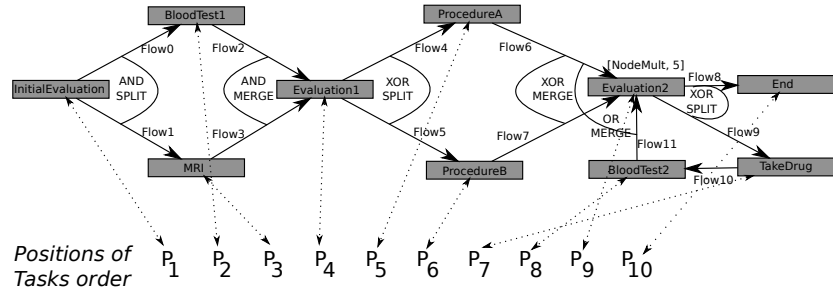 BloodTest1
ProcedureA
Flow0
Flow2
Flow4
Flow6
[NodeMult, 5]
Flow8
InitialEvaluation
AND
SPLIT
AND
MERGE
Evaluation1
XOR
SPLIT
XOR
MERGE
Evaluation2
XOR
SPLIT
End
OR
MERGE
Flow1
Flow3
Flow5
Flow7
Flow11
Flow9
MRI
ProcedureB
BloodTest2
Flow10
TakeDrug
Positions of
Tasks order
P1 P2 P3 P4 P5 P6 P7 P8 P9 P10